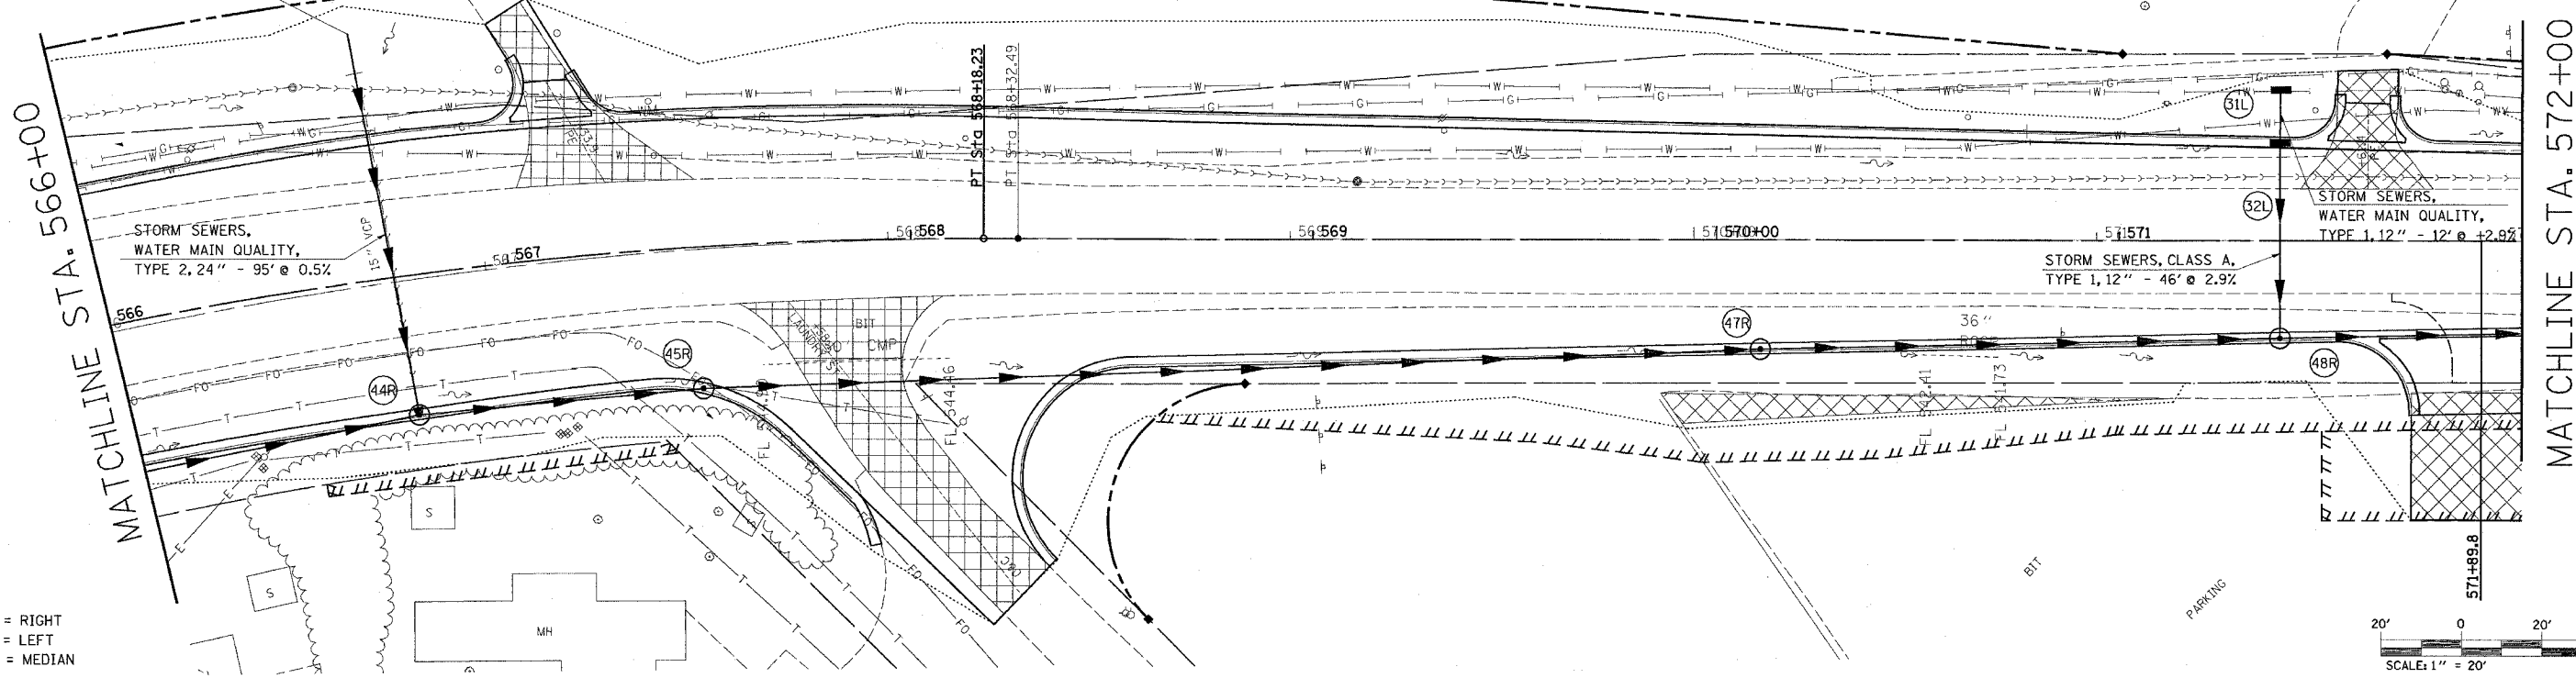 MATCHLINE STA. 566+00
STORM SEWERS,
WATER MAIN QUALITY,
TYPE 2, 24" - 95' @ 0.5%
15" VCP
566
567
568
PT Sta 568+18.23
PT Sta 568+32.49
569
570+00
571
31L
32L
STORM SEWERS,
WATER MAIN QUALITY,
TYPE 1, 12" - 12' @ +2.9%
STORM SEWERS, CLASS A,
TYPE 1, 12" - 46' @ 2.9%
MATCHLINE STA. 572+00
44R
45R
47R
48R
BIT
CMP
36"
FL 544.46
S
S
S
MH
BIT
PARKING
571+89.8
= RIGHT
= LEFT
= MEDIAN
20' 0 20'
SCALE: 1" = 20'